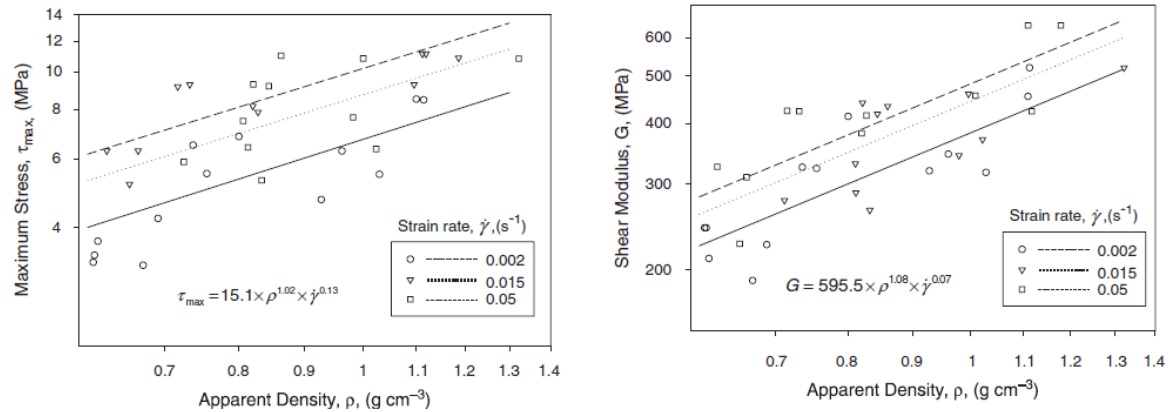 14
12
10
8
6
4
Maximum Stress, τmax, (MPa)
Strain rate, γ̇ ,(s⁻¹)
0.002
0.015
0.05
τmax = 15.1 × ρ^1.02 × γ̇^0.13
0.7 0.8 0.9 1 1.1 1.2 1.3 1.4
Apparent Density, ρ, (g cm⁻³)
600
500
400
300
200
Shear Modulus, G, (MPa)
Strain rate, γ̇ ,(s⁻¹)
0.002
0.015
0.05
G = 595.5 × ρ^1.08 × γ̇^0.07
0.7 0.8 0.9 1 1.1 1.2 1.3 1.4
Apparent Density, ρ, (g cm⁻³)